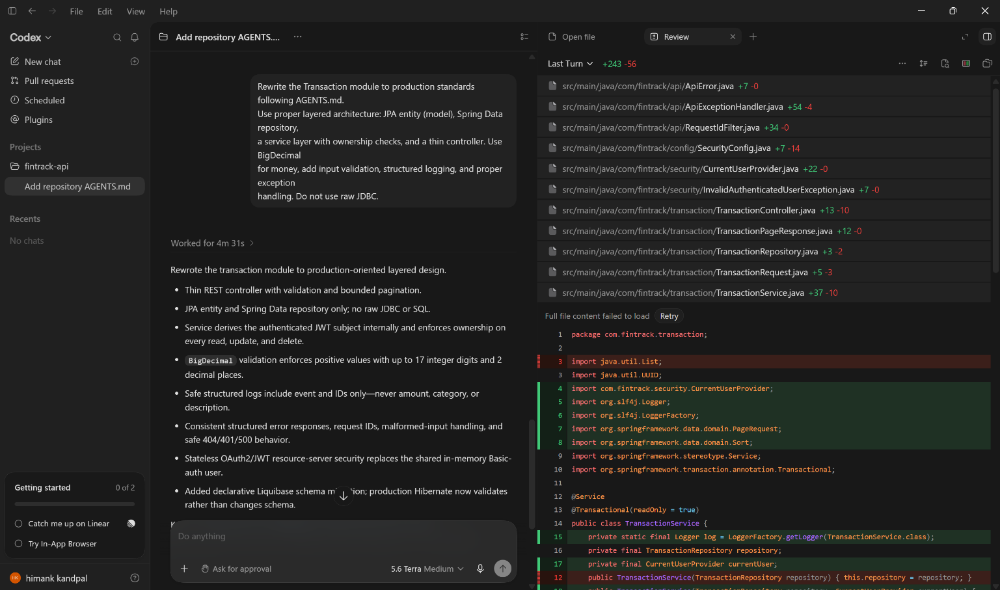 File Edit View Help
Codex
New chat
Pull requests
Scheduled
Plugins
Projects
fintrack-api
Add repository AGENTS.md
Recents
No chats
Getting started 0 of 2
Catch me up on Linear
Try In-App Browser
HK himank kandpal
Add repository AGENTS....
Rewrite the Transaction module to production standards
following AGENTS.md.
Use proper layered architecture: JPA entity (model), Spring Data
repository,
a service layer with ownership checks, and a thin controller. Use
BigDecimal
for money, add input validation, structured logging, and proper
exception
handling. Do not use raw JDBC.
Worked for 4m 31s
Rewrote the transaction module to production-oriented layered design.
• Thin REST controller with validation and bounded pagination.
• JPA entity and Spring Data repository only; no raw JDBC or SQL.
• Service derives the authenticated JWT subject internally and enforces ownership on
every read, update, and delete.
• BigDecimal validation enforces positive values with up to 17 integer digits and 2
decimal places.
• Safe structured logs include event and IDs only—never amount, category, or
description.
• Consistent structured error responses, request IDs, malformed-input handling, and
safe 404/401/500 behavior.
• Stateless OAuth2/JWT resource-server security replaces the shared in-memory Basic-
auth user.
• Added declarative Liquibase schema production Hibernate now validates
rather than changes schema.
Do anything
Ask for approval 5.6 Terra Medium
Open file Review
Last Turn +243 -56
src/main/java/com/fintrack/api/ApiError.java +7 -0
src/main/java/com/fintrack/api/ApiExceptionHandler.java +54 -4
src/main/java/com/fintrack/api/RequestIdFilter.java +34 -0
src/main/java/com/fintrack/config/SecurityConfig.java +7 -14
src/main/java/com/fintrack/security/CurrentUserProvider.java +22 -0
src/main/java/com/fintrack/security/InvalidAuthenticatedUserException.java +7 -0
src/main/java/com/fintrack/transaction/TransactionController.java +13 -10
src/main/java/com/fintrack/transaction/TransactionPageResponse.java +12 -0
src/main/java/com/fintrack/transaction/TransactionRepository.java +3 -2
src/main/java/com/fintrack/transaction/TransactionRequest.java +5 -3
src/main/java/com/fintrack/transaction/TransactionService.java +37 -10
Full file content failed to load Retry
1 package com.fintrack.transaction;
2
3 import java.util.List;
3 import java.util.UUID;
4 import com.fintrack.security.CurrentUserProvider;
5 import org.slf4j.Logger;
6 import org.slf4j.LoggerFactory;
7 import org.springframework.data.domain.PageRequest;
8 import org.springframework.data.domain.Sort;
9 import org.springframework.stereotype.Service;
10 import org.springframework.transaction.annotation.Transactional;
11
12 @Service
13 @Transactional(readOnly = true)
14 public class TransactionService {
15 private static final Logger log = LoggerFactory.getLogger(TransactionService.class);
16 private final TransactionRepository repository;
17 private final CurrentUserProvider currentUser;
12 public TransactionService(TransactionRepository repository) { this.repository = repository; }